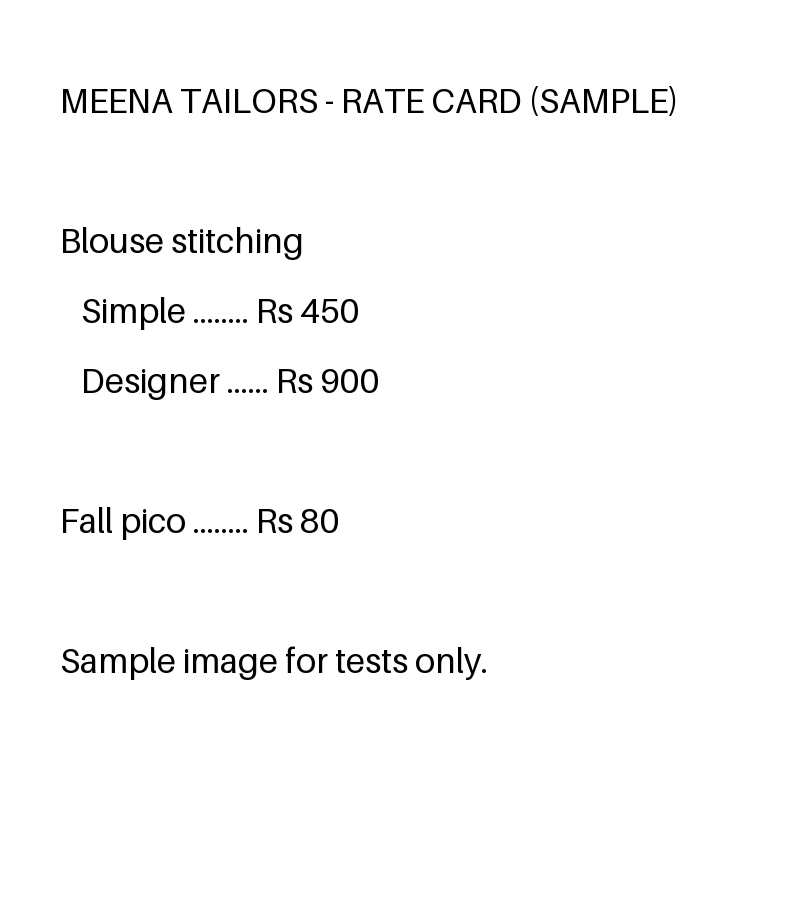 MEENA TAILORS - RATE CARD (SAMPLE)
Blouse stitching
Simple ........ Rs 450
Designer ...... Rs 900
Fall pico ........ Rs 80
Sample image for tests only.